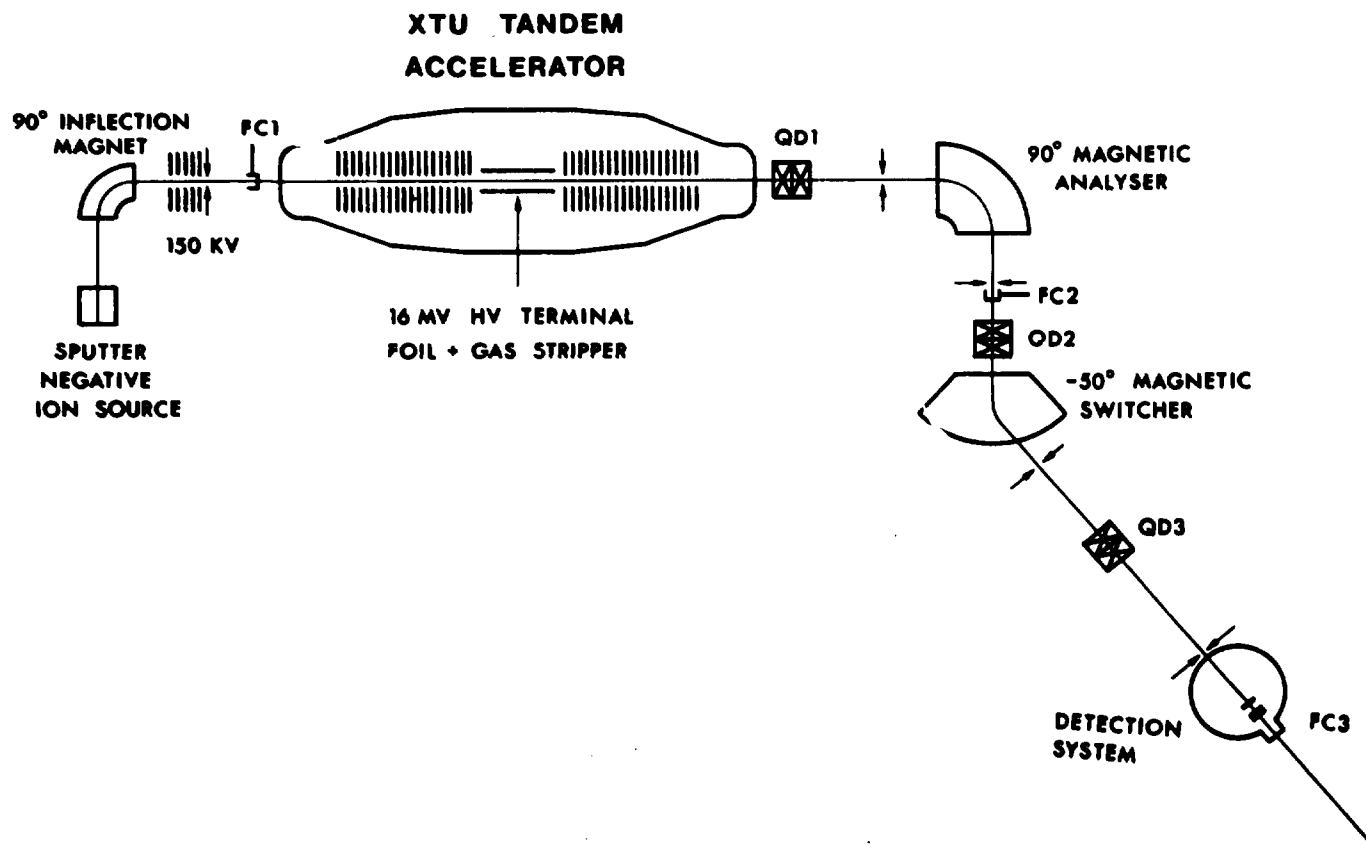 XTU TANDEM
ACCELERATOR
90° INFLECTION
MAGNET
FC1
QD1
90° MAGNETIC
ANALYSER
150 KV
16 MV HV TERMINAL
FOIL + GAS STRIPPER
FC2
OD2
SPUTTER
NEGATIVE
ION SOURCE
-50° MAGNETIC
SWITCHER
QD3
DETECTION
SYSTEM
FC3